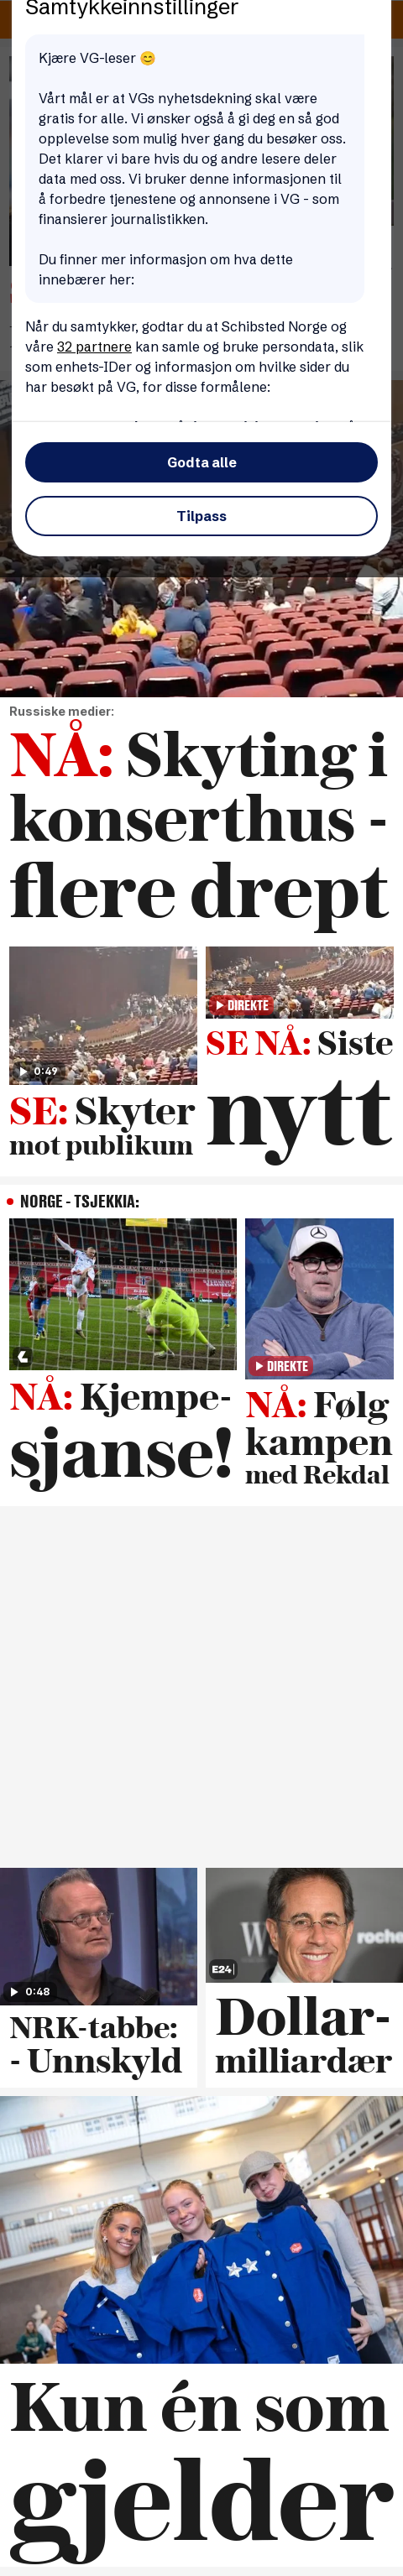 Samtykkeinnstillinger
Kjære VG-leser 😊
Vårt mål er at VGs nyhetsdekning skal være
gratis for alle. Vi ønsker også å gi deg en så god
opplevelse som mulig hver gang du besøker oss.
Det klarer vi bare hvis du og andre lesere deler
data med oss. Vi bruker denne informasjonen til
å forbedre tjenestene og annonsene i VG - som
finansierer journalistikken.
Du finner mer informasjon om hva dette
innebærer her:
Når du samtykker, godtar du at Schibsted Norge og
våre 32 partnere kan samle og bruke persondata, slik
som enhets-IDer og informasjon om hvilke sider du
har besøkt på VG, for disse formålene:
Godta alle
Tilpass
Russiske medier:
NÅ: Skyting i
konserthus -
flere drept
0:49
SE: Skyter
mot publikum
DIREKTE
SE NÅ: Siste
nytt
NORGE - TSJEKKIA:
NÅ: Kjempe-
sjanse!
DIREKTE
NÅ: Følg
kampen
med Rekdal
0:48
NRK-tabbe:
- Unnskyld
E24
Dollar-
milliardær
Kun én som
gjelder